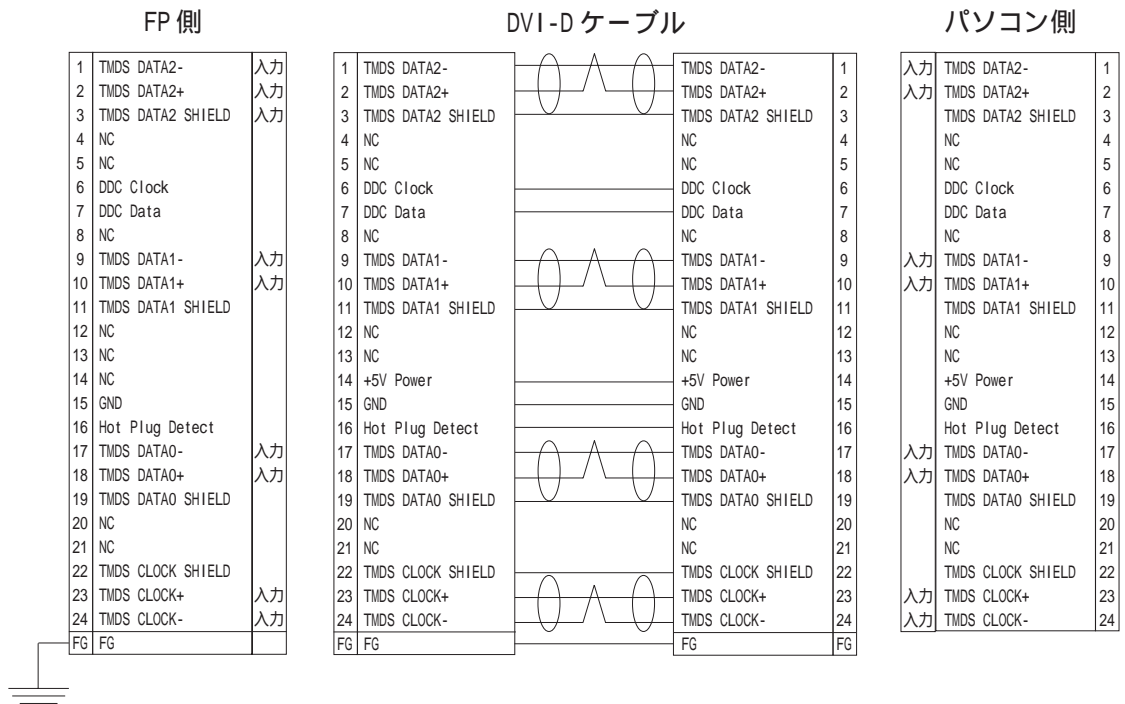 FP側 DVI-Dケーブル パソコン側
1 TMDS DATA2- 入力 1 TMDS DATA2- TMDS DATA2- 1 入力 TMDS DATA2- 1
2 TMDS DATA2+ 入力 2 TMDS DATA2+ TMDS DATA2+ 2 入力 TMDS DATA2+ 2
3 TMDS DATA2 SHIELD 入力 3 TMDS DATA2 SHIELD TMDS DATA2 SHIELD 3 TMDS DATA2 SHIELD 3
4 NC 4 NC NC 4 NC 4
5 NC 5 NC NC 5 NC 5
6 DDC Clock 6 DDC Clock DDC Clock 6 DDC Clock 6
7 DDC Data 7 DDC Data DDC Data 7 DDC Data 7
8 NC 8 NC NC 8 NC 8
9 TMDS DATA1- 入力 9 TMDS DATA1- TMDS DATA1- 9 入力 TMDS DATA1- 9
10 TMDS DATA1+ 入力 10 TMDS DATA1+ TMDS DATA1+ 10 入力 TMDS DATA1+ 10
11 TMDS DATA1 SHIELD 11 TMDS DATA1 SHIELD TMDS DATA1 SHIELD 11 TMDS DATA1 SHIELD 11
12 NC 12 NC NC 12 NC 12
13 NC 13 NC NC 13 NC 13
14 NC 14 +5V Power +5V Power 14 +5V Power 14
15 GND 15 GND GND 15 GND 15
16 Hot Plug Detect 16 Hot Plug Detect Hot Plug Detect 16 Hot Plug Detect 16
17 TMDS DATA0- 入力 17 TMDS DATA0- TMDS DATA0- 17 入力 TMDS DATA0- 17
18 TMDS DATA0+ 入力 18 TMDS DATA0+ TMDS DATA0+ 18 入力 TMDS DATA0+ 18
19 TMDS DATA0 SHIELD 19 TMDS DATA0 SHIELD TMDS DATA0 SHIELD 19 TMDS DATA0 SHIELD 19
20 NC 20 NC NC 20 NC 20
21 NC 21 NC NC 21 NC 21
22 TMDS CLOCK SHIELD 22 TMDS CLOCK SHIELD TMDS CLOCK SHIELD 22 TMDS CLOCK SHIELD 22
23 TMDS CLOCK+ 入力 23 TMDS CLOCK+ TMDS CLOCK+ 23 入力 TMDS CLOCK+ 23
24 TMDS CLOCK- 入力 24 TMDS CLOCK- TMDS CLOCK- 24 入力 TMDS CLOCK- 24
FG FG FG FG FG FG